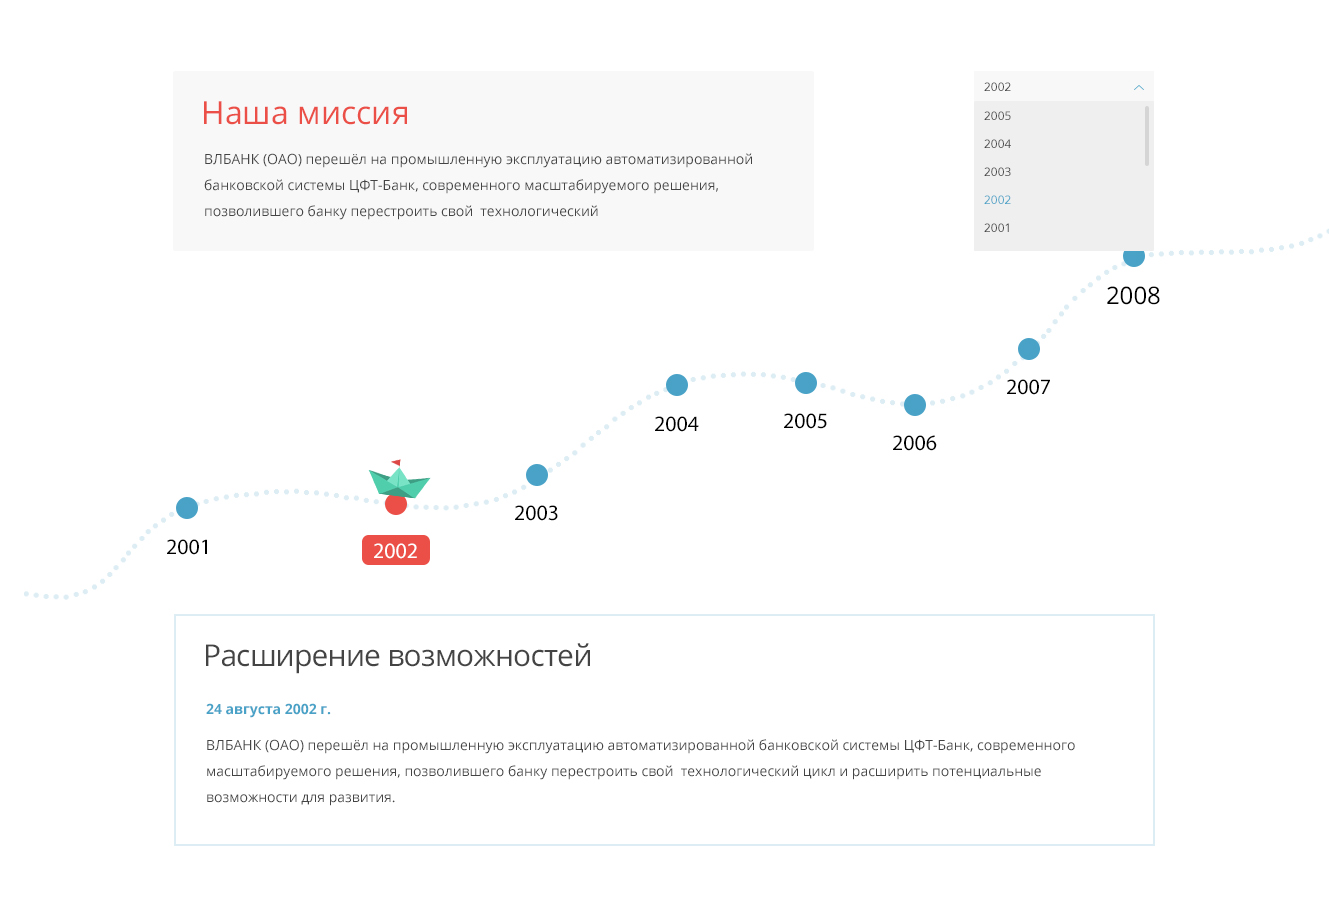 Наша миссия
ВЛБАНК (ОАО) перешёл на промышленную эксплуатацию автоматизированной
банковской системы ЦФТ-Банк, современного масштабируемого решения,
позволившего банку перестроить свой  технологический
2002
2005
2004
2003
2002
2001
2008
2007
2004
2005
2006
2003
2001
2002
Расширение возможностей
24 августа 2002 г.
ВЛБАНК (ОАО) перешёл на промышленную эксплуатацию автоматизированной банковской системы ЦФТ-Банк, современного
масштабируемого решения, позволившего банку перестроить свой  технологический цикл и расширить потенциальные
возможности для развития.